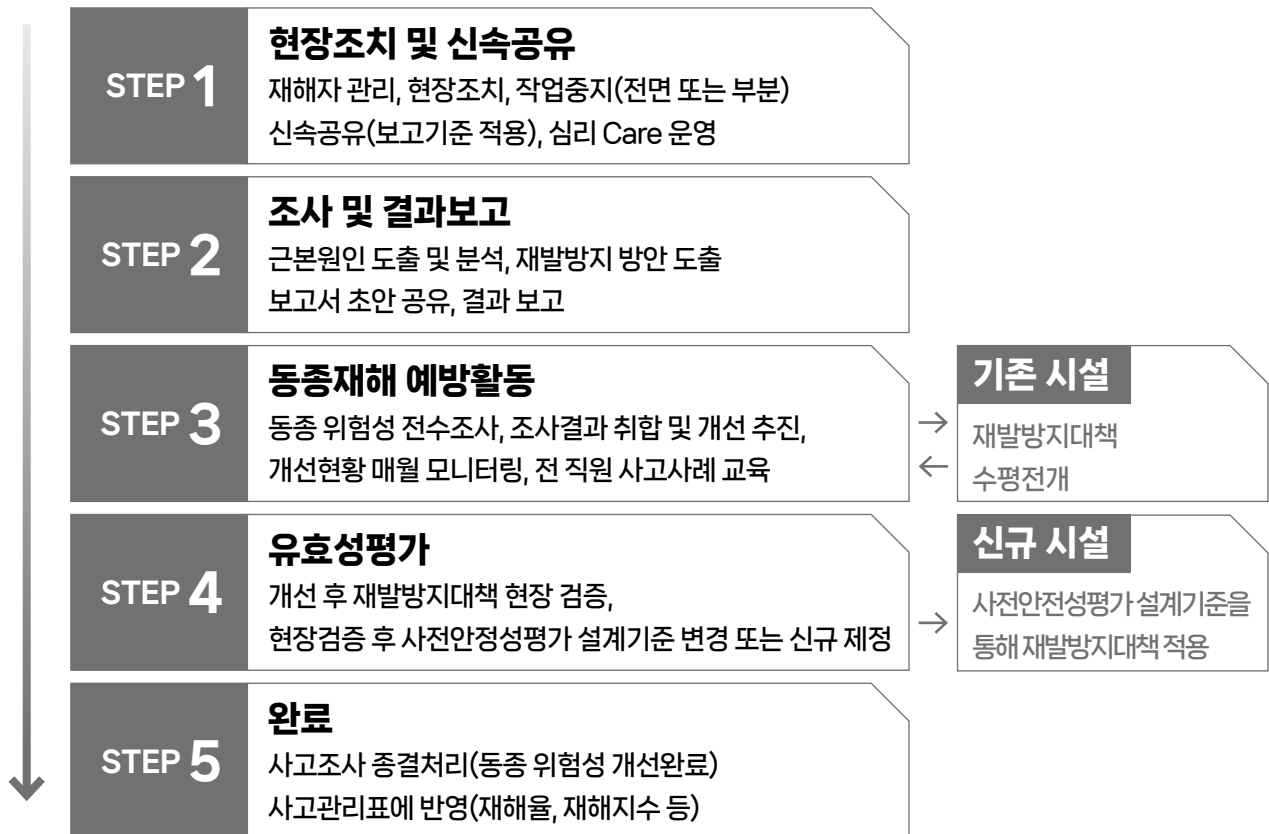 STEP 1
현장조치 및 신속공유
재해자 관리, 현장조치, 작업중지(전면 또는 부분)
신속공유(보고기준 적용), 심리 Care 운영
STEP 2
조사 및 결과보고
근본원인 도출 및 분석, 재발방지 방안 도출
보고서 초안 공유, 결과 보고
STEP 3
동종재해 예방활동
동종 위험성 전수조사, 조사결과 취합 및 개선 추진,
개선현황 매월 모니터링, 전 직원 사고사례 교육
기존 시설
재발방지대책
수평전개
STEP 4
유효성평가
개선 후 재발방지대책 현장 검증,
현장검증 후 사전안정성평가 설계기준 변경 또는 신규 제정
신규 시설
사전안전성평가 설계기준을
통해 재발방지대책 적용
STEP 5
완료
사고조사 종결처리(동종 위험성 개선완료)
사고관리표에 반영(재해율, 재해지수 등)